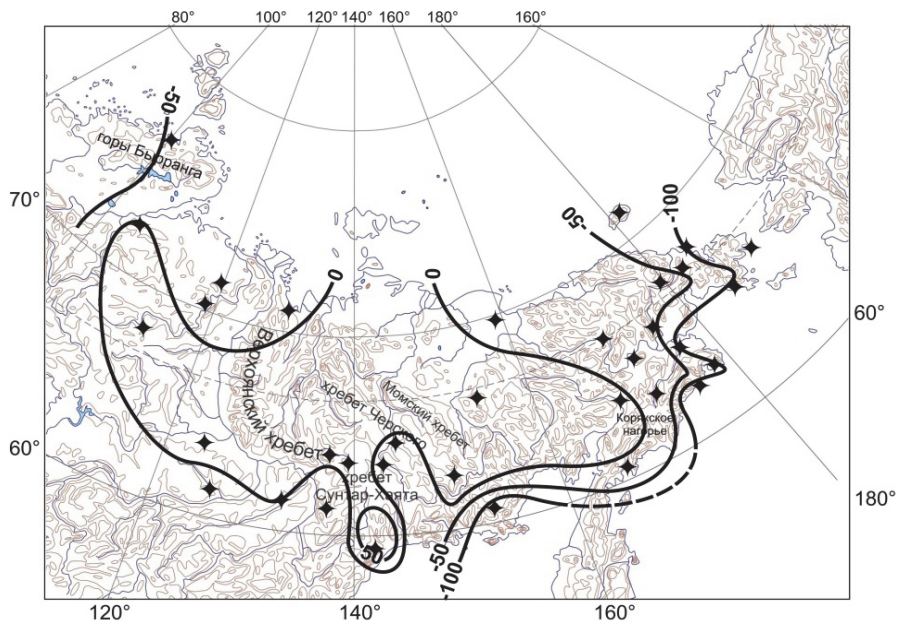 80° 100° 120° 140° 160° 180° 160°
-50
горы Бырранга
70°
-50
-100
0
0
60°
Верхоянский хребет
Момский хребет
хребет Черского
Корякское
нагорье
60°
хребет
Сунтар-Хаята
180°
50
-50
-100
120° 140° 160°